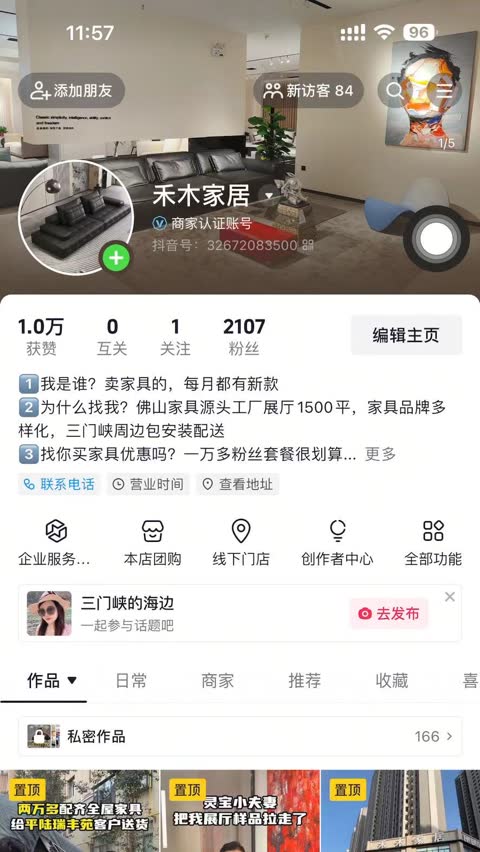 11:57
96
添加朋友
新访客 84
Classic simplicity, intelligence, utility, comfort
and freedom
1/5
禾木家居
商家认证账号
抖音号：32672083500
1.0万 0 1 2107
获赞 互关 关注 粉丝
编辑主页
1我是谁？卖家具的，每月都有新款
2为什么找我？佛山家具源头工厂展厅1500平，家具品牌多
样化，三门峡周边包安装配送
3找你买家具优惠吗？一万多粉丝套餐很划算... 更多
联系电话 营业时间 查看地址
企业服务... 本店团购 线下门店 创作者中心 全部功能
三门峡的海边
一起参与话题吧
去发布
作品 日常 商家 推荐 收藏 喜
私密作品
166
置顶 置顶 置顶
两万多配齐全屋家具
给平陆瑞丰苑客户送货
灵宝小夫妻
把我展厅样品拉走了